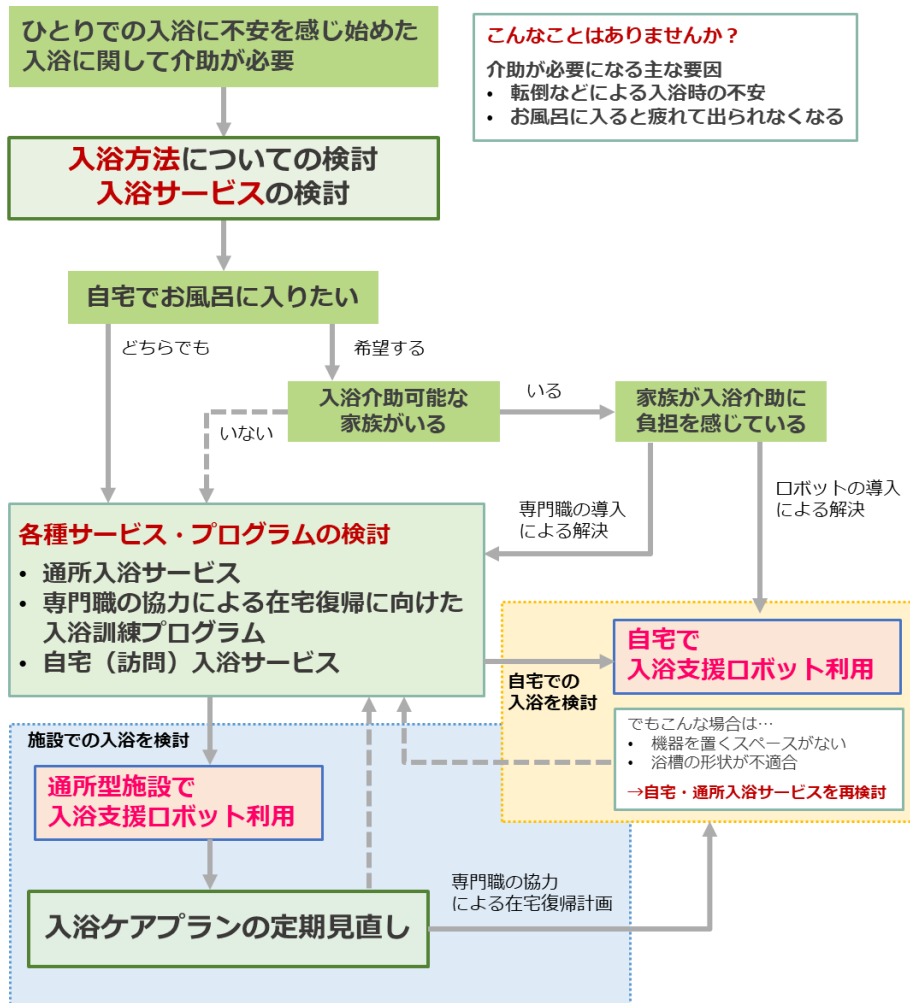 ひとりでの入浴に不安を感じ始めた
入浴に関して介助が必要
こんなことはありませんか？
介助が必要になる主な要因
• 転倒などによる入浴時の不安
• お風呂に入ると疲れて出られなくなる
入浴方法についての検討
入浴サービスの検討
自宅でお風呂に入りたい
どちらでも
希望する
入浴介助可能な
家族がいる
いる
いない
家族が入浴介助に
負担を感じている
専門職の導入
による解決
ロボットの導入
による解決
各種サービス・プログラムの検討
• 通所入浴サービス
• 専門職の協力による在宅復帰に向けた
入浴訓練プログラム
• 自宅（訪問）入浴サービス
自宅で
入浴支援ロボット利用
自宅での
入浴を検討
でもこんな場合は…
• 機器を置くスペースがない
• 浴槽の形状が不適合
→自宅・通所入浴サービスを再検討
施設での入浴を検討
通所型施設で
入浴支援ロボット利用
入浴ケアプランの定期見直し
専門職の協力
による在宅復帰計画